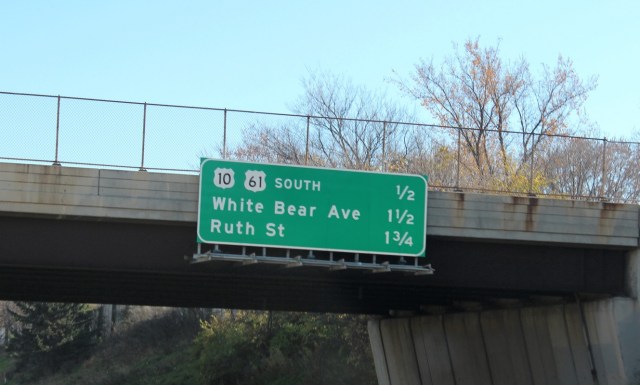 10 61 SOUTH 1/2
White Bear Ave 1 1/2
Ruth St 1 3/4